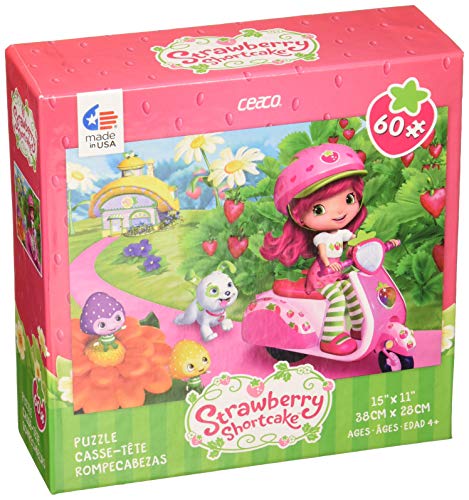 Strawberry
Shortcake
ceaco.
made
in USA
60
Strawberry
Shortcake
PUZZLE
CASSE-TÊTE
ROMPECABEZAS
15" x 11"
38CM x 28CM
AGES • ÂGES • EDAD 4+